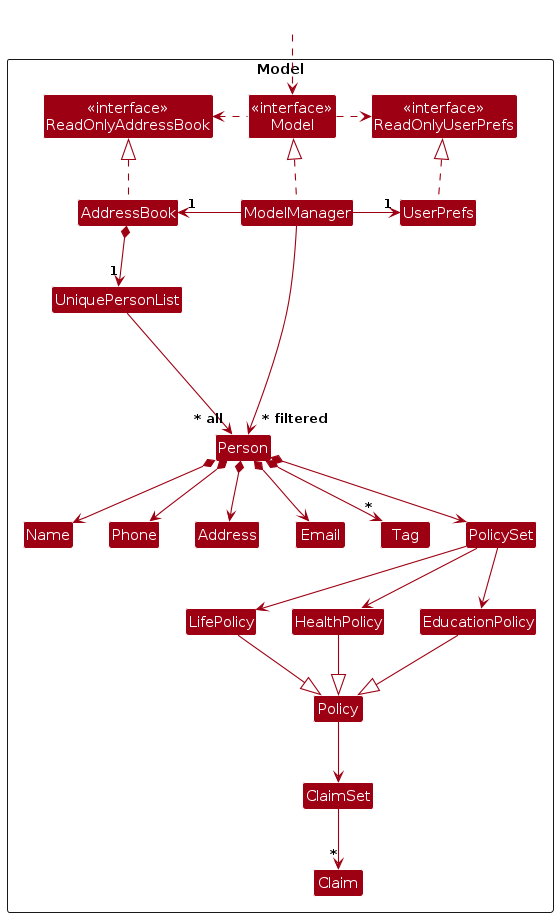 Model
«interface»
ReadOnlyAddressBook
«interface»
Model
«interface»
ReadOnlyUserPrefs
AddressBook
1
ModelManager
1
UserPrefs
1
UniquePersonList
* all
* filtered
Person
*
Name
Phone
Address
Email
Tag
PolicySet
LifePolicy
HealthPolicy
EducationPolicy
Policy
ClaimSet
*
Claim